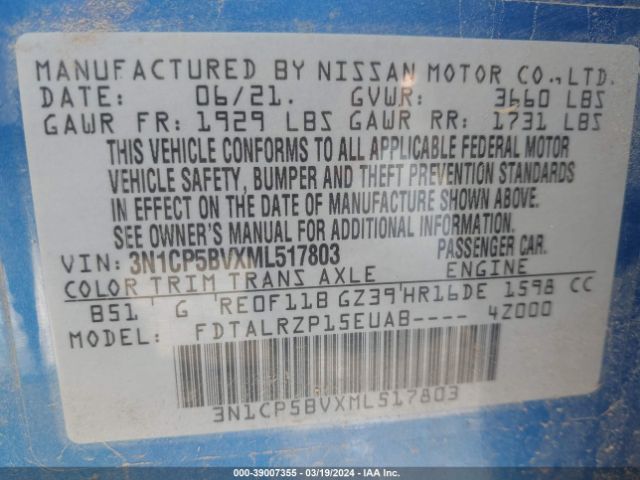 MANUFACTURED BY NISSAN MOTOR CO., LTD.
DATE: 06/21. GVWR: 3660 LBS
GAWR FR: 1929 LBS GAWR RR: 1731 LBS
THIS VEHICLE CONFORMS TO ALL APPLICABLE FEDERAL MOTOR
VEHICLE SAFETY, BUMPER AND THEFT PREVENTION STANDARDS
IN EFFECT ON THE DATE OF MANUFACTURE SHOWN ABOVE.
SEE OWNER'S MANUAL FOR ADDITIONAL INFORMATION.
VIN: 3N1CP5BVXML517803 PASSENGER CAR.
COLOR TRIM TRANS AXLE ENGINE
B51 G RE0F11B GZ39 HR16DE 1598 CC
MODEL: FDTALRZP15EUAB---- 4Z000
3N1CP5BVXML517803
000-39007355 — 03/19/2024 — IAA Inc.